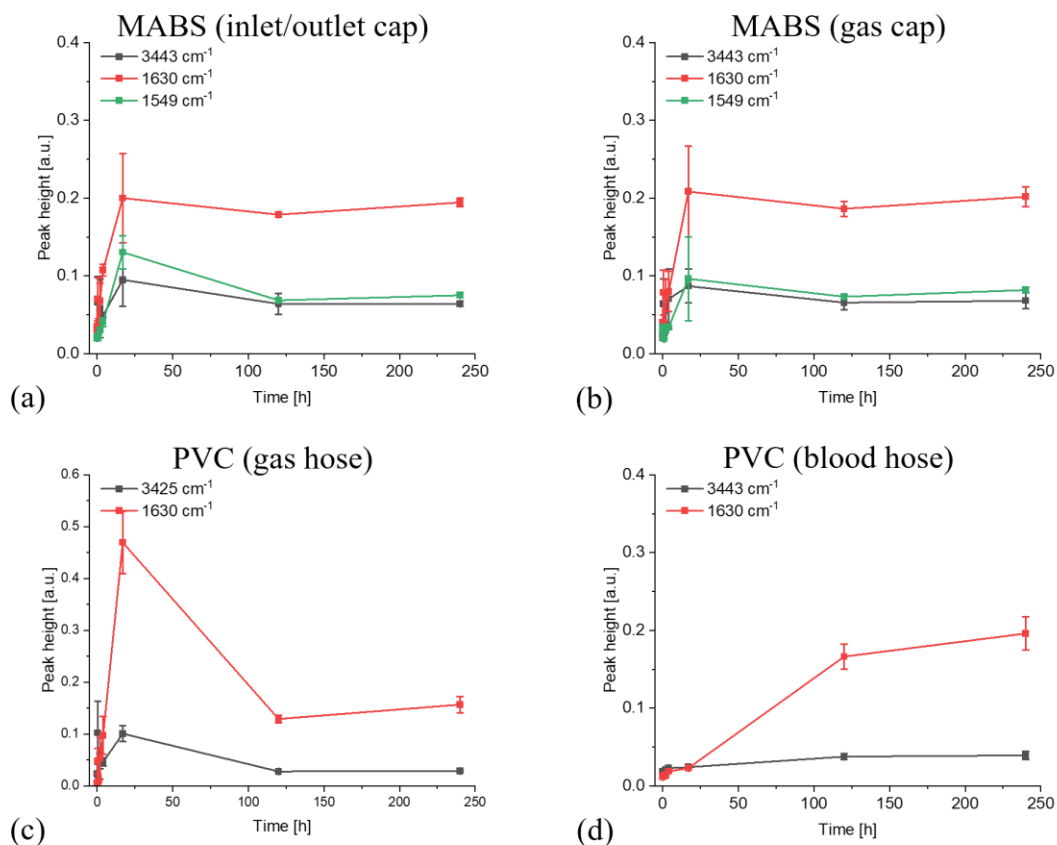 MABS (inlet/outlet cap)
3443 cm⁻¹
1630 cm⁻¹
1549 cm⁻¹
Peak height [a.u.]
0.4
0.3
0.2
0.1
0.0
0 50 100 150 200 250
Time [h]
(a)
MABS (gas cap)
3443 cm⁻¹
1630 cm⁻¹
1549 cm⁻¹
Peak height [a.u.]
0.4
0.3
0.2
0.1
0.0
0 50 100 150 200 250
Time [h]
(b)
PVC (gas hose)
3425 cm⁻¹
1630 cm⁻¹
Peak height [a.u.]
0.6
0.5
0.4
0.3
0.2
0.1
0.0
0 50 100 150 200 250
Time [h]
(c)
PVC (blood hose)
3443 cm⁻¹
1630 cm⁻¹
Peak height [a.u.]
0.4
0.3
0.2
0.1
0.0
0 50 100 150 200 250
Time [h]
(d)